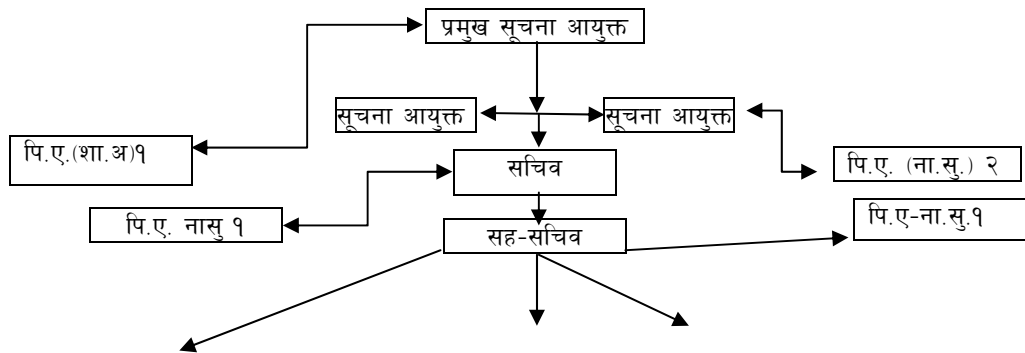 प्रमुख सूचना आयुक्त
सूचना आयुक्त
सूचना आयुक्त
पि.ए.(शा.अ)१
सचिव
पि.ए. (ना.सु.) २
पि.ए. नासु १
पि.ए-ना.सु.१
सह-सचिव